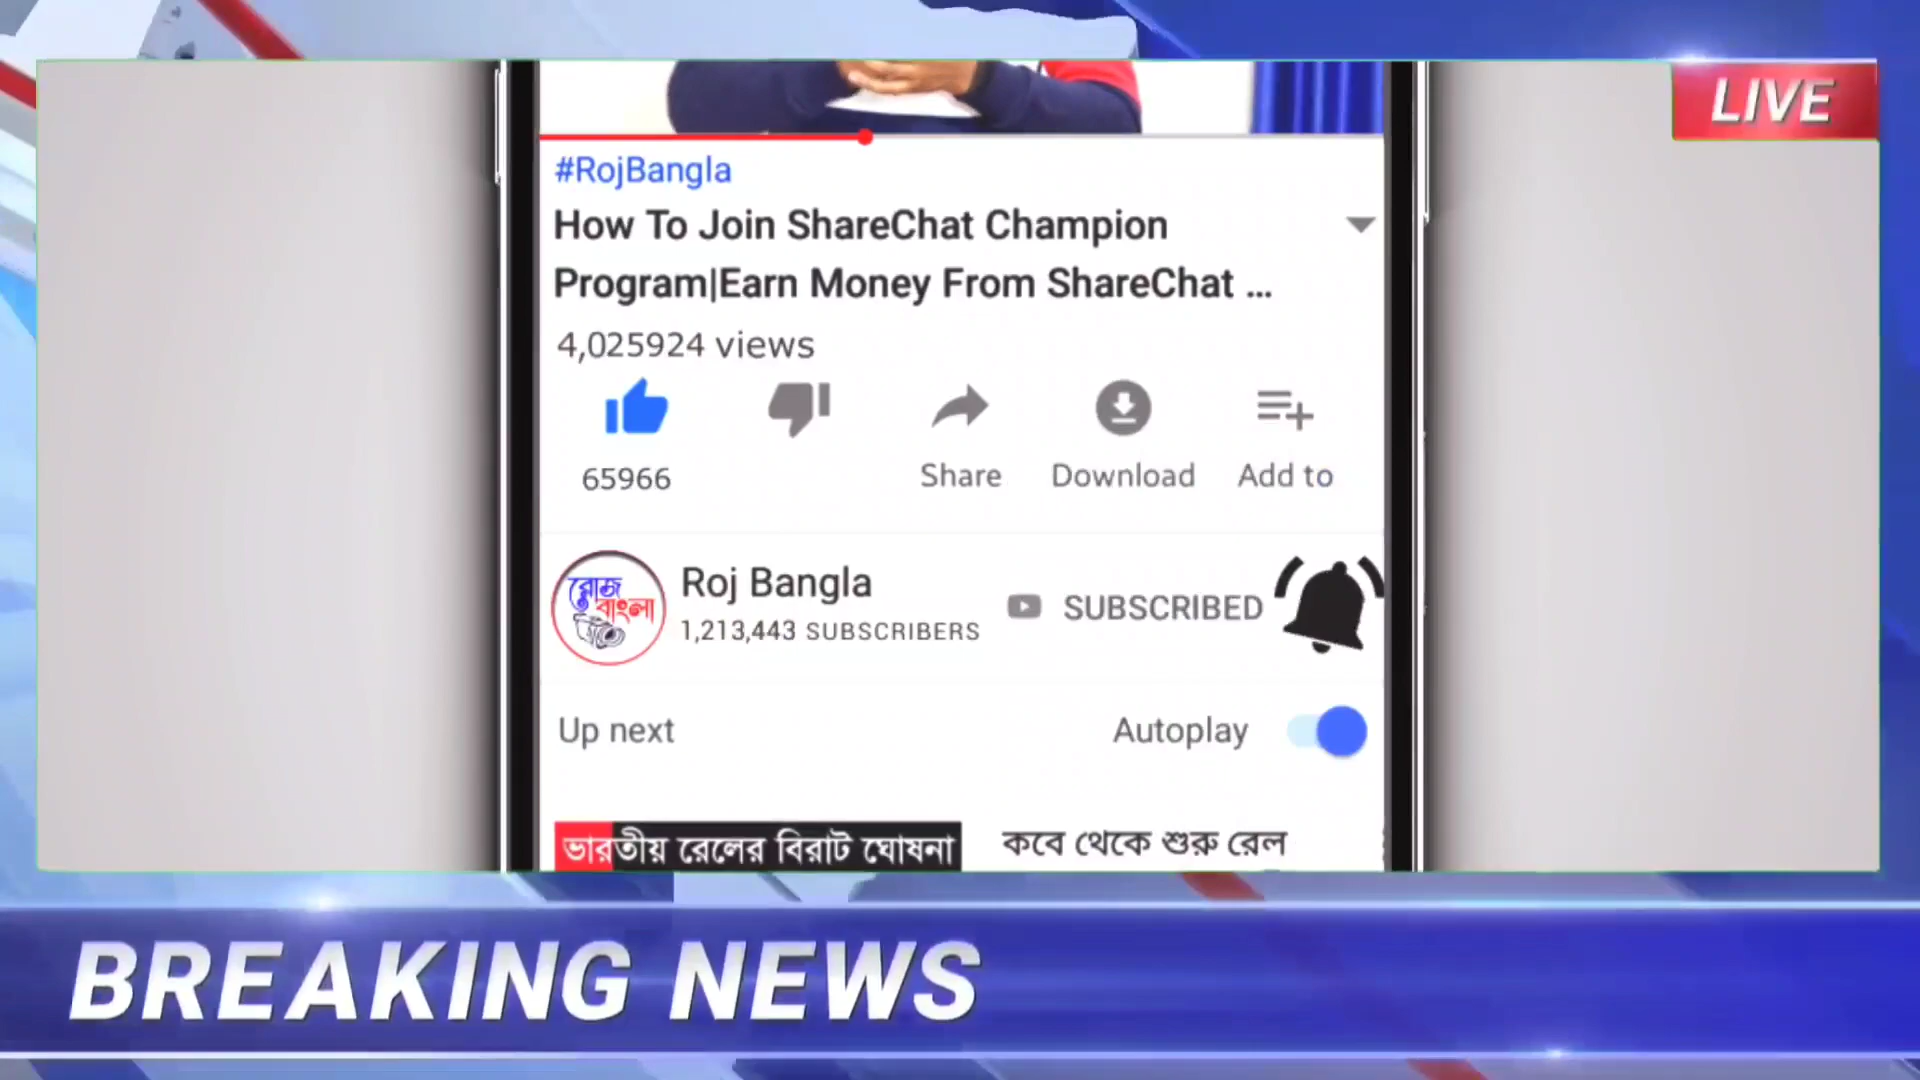 LIVE
#RojBangla
How To Join ShareChat Champion
Program|Earn Money From ShareChat ...
4,025924 views
65966
Share
Download
Add to
রোজ
বাংলা
Roj Bangla
1,213,443 SUBSCRIBERS
SUBSCRIBED
Up next
Autoplay
ভারতীয় রেলের বিরাট ঘোষনা
কবে থেকে শুরু রেল
BREAKING NEWS